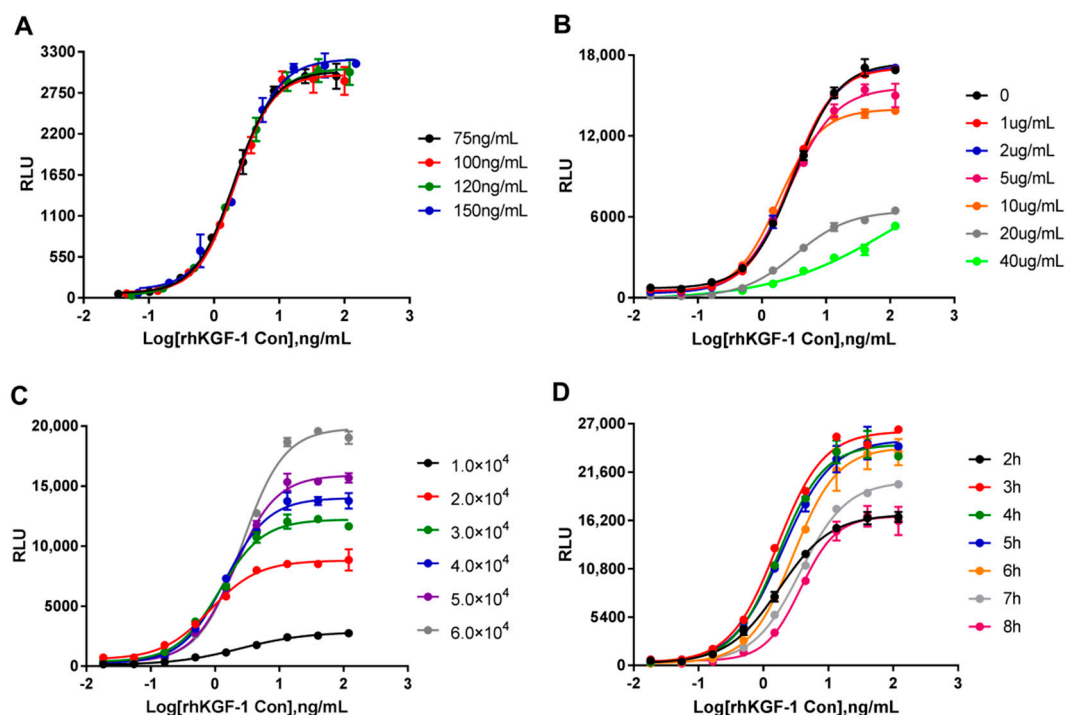 A
3300
2750
2200
1650
1100
550
0
RLU
-2
-1
0
1
2
3
Log[rhKGF-1 Con],ng/mL
75ng/mL
100ng/mL
120ng/mL
150ng/mL
B
18,000
12,000
6000
0
RLU
-2
-1
0
1
2
3
Log[rhKGF-1 Con],ng/mL
0
1ug/mL
2ug/mL
5ug/mL
10ug/mL
20ug/mL
40ug/mL
C
20,000
15,000
10,000
5000
0
RLU
-2
-1
0
1
2
3
Log[rhKGF-1 Con],ng/mL
1.0×10⁴
2.0×10⁴
3.0×10⁴
4.0×10⁴
5.0×10⁴
6.0×10⁴
D
27,000
21,600
16,200
10,800
5400
0
RLU
-2
-1
0
1
2
3
Log[rhKGF-1 Con],ng/mL
2h
3h
4h
5h
6h
7h
8h